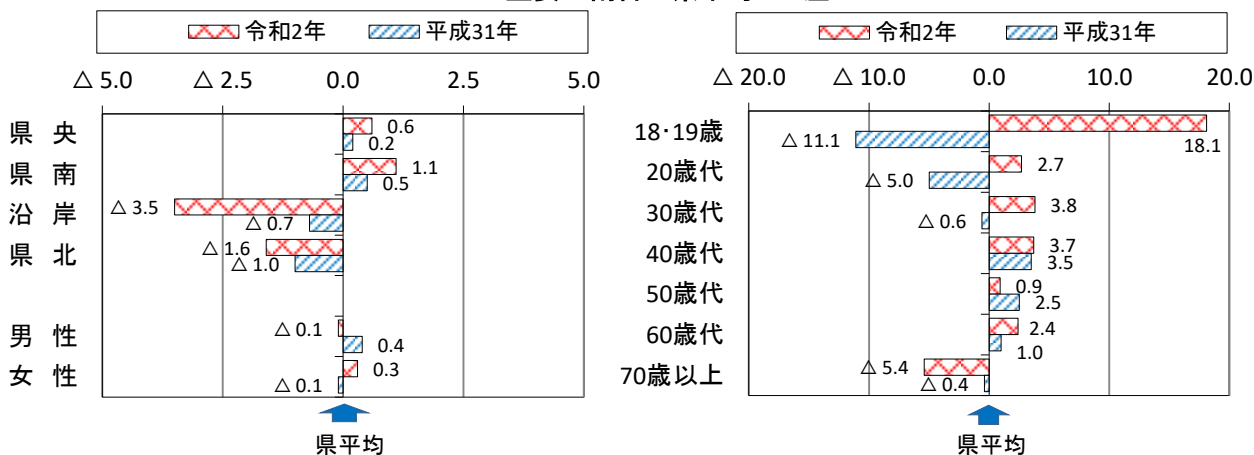 令和2年 平成31年
△ 5.0 △ 2.5 0.0 2.5 5.0
県 央 0.6
0.2
県 南 1.1
0.5
沿 岸 △ 3.5
△ 0.7
県 北 △ 1.6
△ 1.0
男 性 △ 0.1
0.4
女 性 0.3
△ 0.1
県平均
令和2年 平成31年
△ 20.0 △ 10.0 0.0 10.0 20.0
18･19歳 18.1
△ 11.1
20歳代 2.7
△ 5.0
30歳代 3.8
△ 0.6
40歳代 3.7
3.5
50歳代 0.9
2.5
60歳代 2.4
1.0
70歳以上 △ 5.4
△ 0.4
県平均